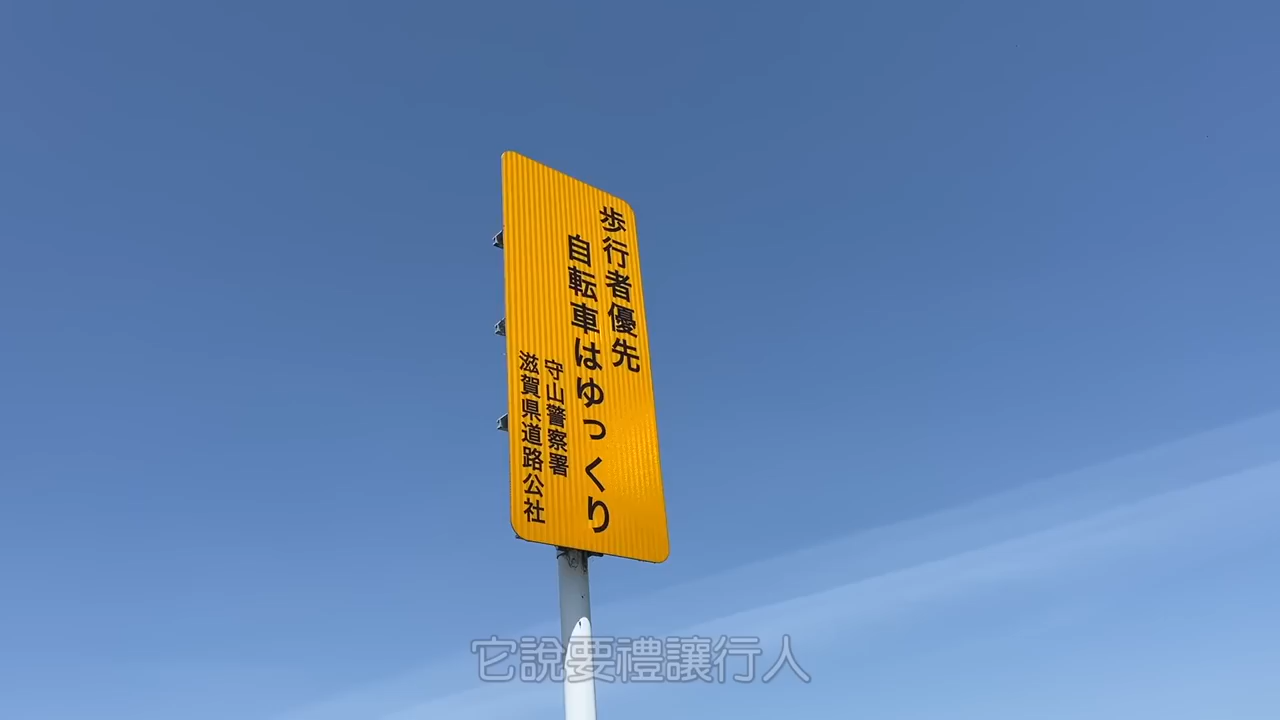 歩行者優先
自転車はゆっくり
守山警察署
滋賀県道路公社
它說要禮讓行人